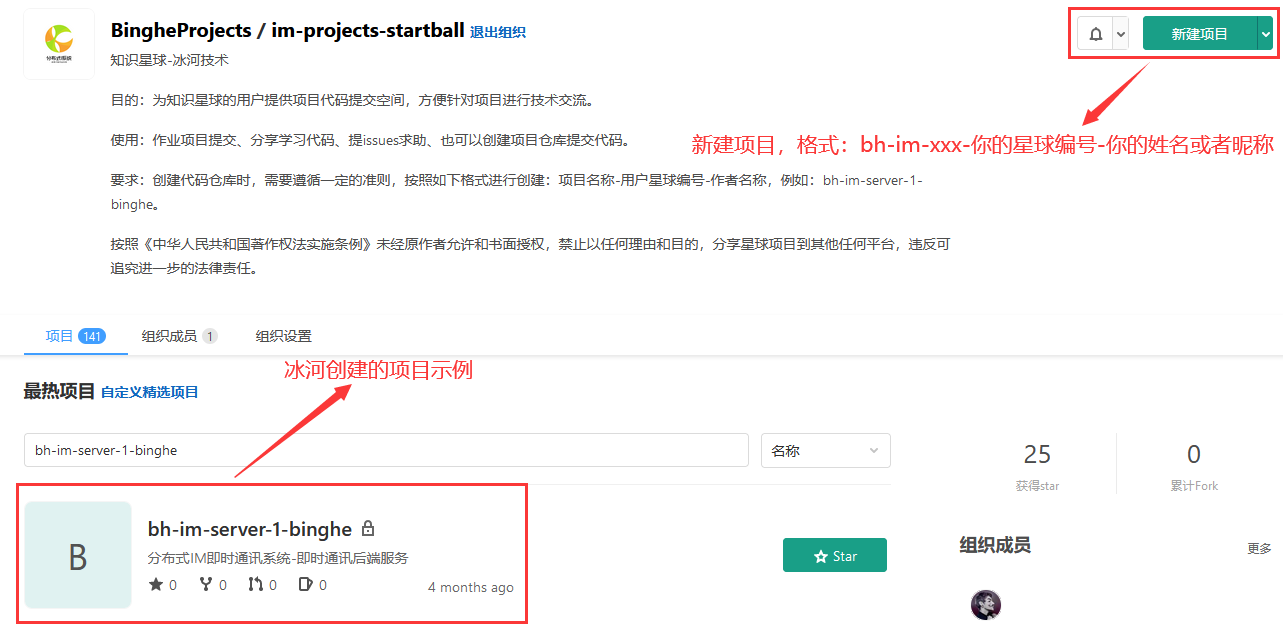 BingheProjects / im-projects-startball 退出组织
新建项目
分布式系统
知识星球-冰河技术
目的：为知识星球的用户提供项目代码提交空间，方便针对项目进行技术交流。
使用：作业项目提交、分享学习代码、提issues求助、也可以创建项目仓库提交代码。
新建项目，格式：bh-im-xxx-你的星球编号-你的姓名或者昵称
要求：创建代码仓库时，需要遵循一定的准则，按照如下格式进行创建：项目名称-用户星球编号-作者名称，例如：bh-im-server-1-
binghe。
按照《中华人民共和国著作权法实施条例》未经原作者允许和书面授权，禁止以任何理由和目的，分享星球项目到其他任何平台，违反可
追究进一步的法律责任。
项目 141 组织成员 1 组织设置
冰河创建的项目示例
最热项目 自定义精选项目
bh-im-server-1-binghe 名称
25 0
获得star 累计Fork
B
bh-im-server-1-binghe
分布式IM即时通讯系统-即时通讯后端服务
0 0 0 0 4 months ago
Star
组织成员 更多